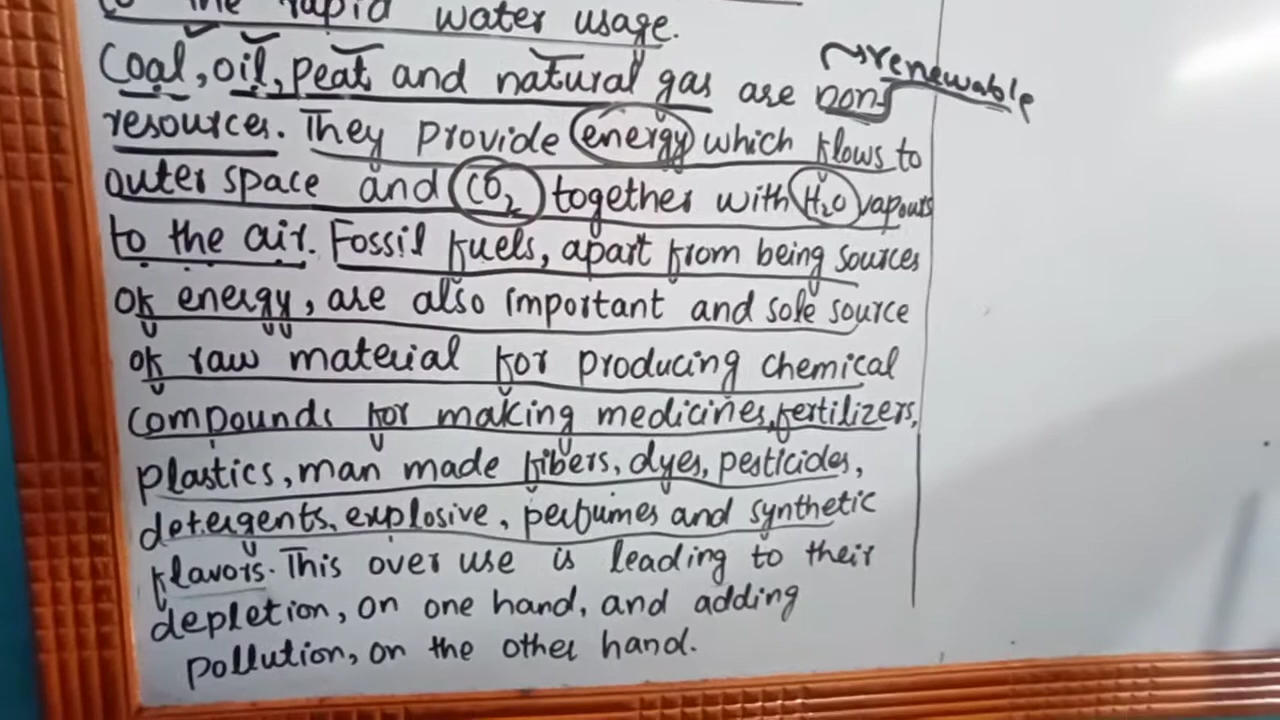 to the rapid water usage.
Coal, oil, peat and natural gas are non-renewable
resources. They provide energy which flows to
outer space and CO₂ together with H₂O vapours
to the air. Fossil fuels, apart from being sources
of energy, are also important and sole source
of raw material for producing chemical
compounds for making medicines, fertilizers,
plastics, man made fibers, dyes, pesticides,
detergents, explosive, perfumes and synthetic
flavors. This over use is leading to their
depletion, on one hand, and adding
pollution, on the other hand.